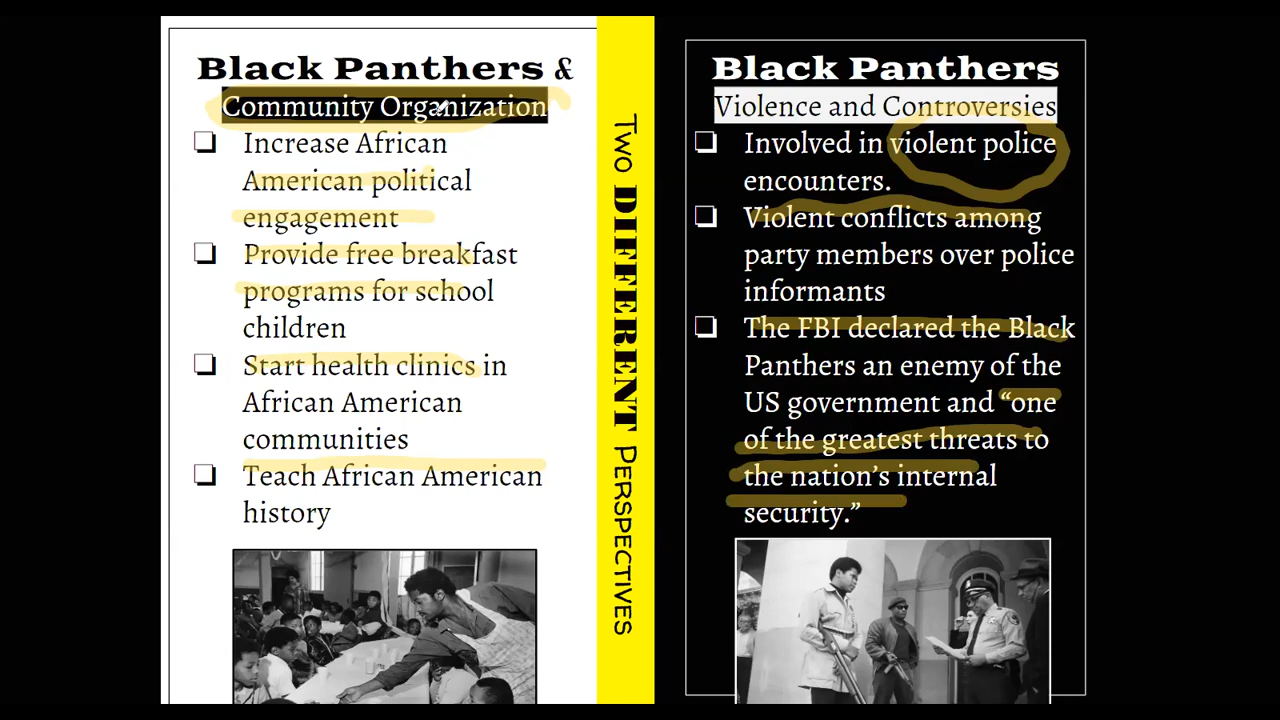 Black Panthers &
Community Organization
❏ Increase African
American political
engagement
❏ Provide free breakfast
programs for school
children
❏ Start health clinics in
African American
communities
❏ Teach African American
history
Two DIFFERENT Perspectives
Black Panthers
Violence and Controversies
❏ Involved in violent police
encounters.
❏ Violent conflicts among
party members over police
informants
❏ The FBI declared the Black
Panthers an enemy of the
US government and “one
of the greatest threats to
the nation’s internal
security.”